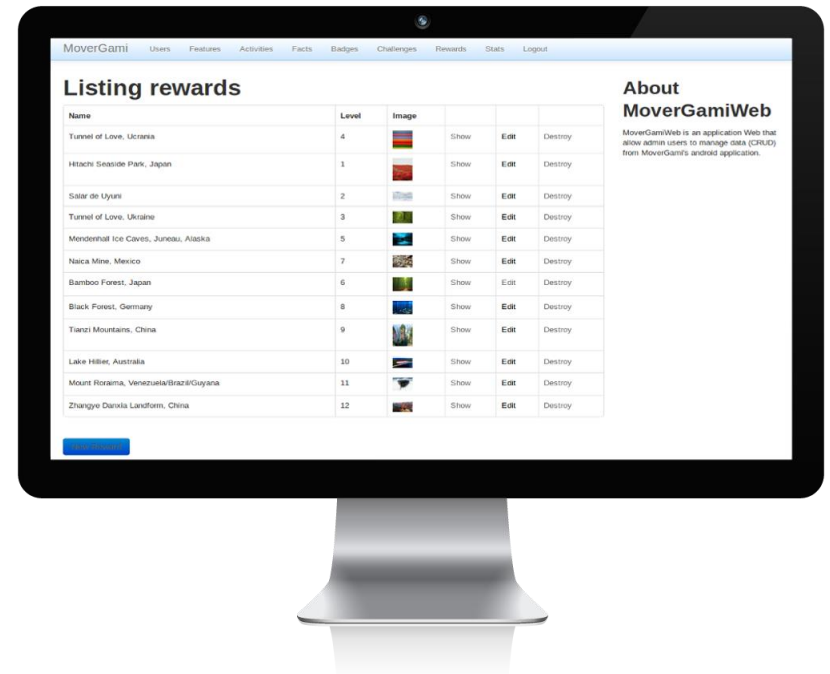 MoverGami Users Features Activities Facts Badges Challenges Rewards Stats Logout
Listing rewards
Name Level Image
Tunnel of Love, Ucrania 4 Show Edit Destroy
Hitachi Seaside Park, Japan 1 Show Edit Destroy
Salar de Uyuni 2 Show Edit Destroy
Tunnel of Love, Ukraine 3 Show Edit Destroy
Mendenhall Ice Caves, Juneau, Alaska 5 Show Edit Destroy
Naica Mine, Mexico 7 Show Edit Destroy
Bamboo Forest, Japan 6 Show Edit Destroy
Black Forest, Germany 8 Show Edit Destroy
Tianzi Mountains, China 9 Show Edit Destroy
Lake Hillier, Australia 10 Show Edit Destroy
Mount Roraima, Venezuela/Brazil/Guyana 11 Show Edit Destroy
Zhangye Danxia Landform, China 12 Show Edit Destroy
About
MoverGamiWeb
MoverGamiWeb is an application Web that
allow admin users to manage data (CRUD)
from MoverGami's android application.